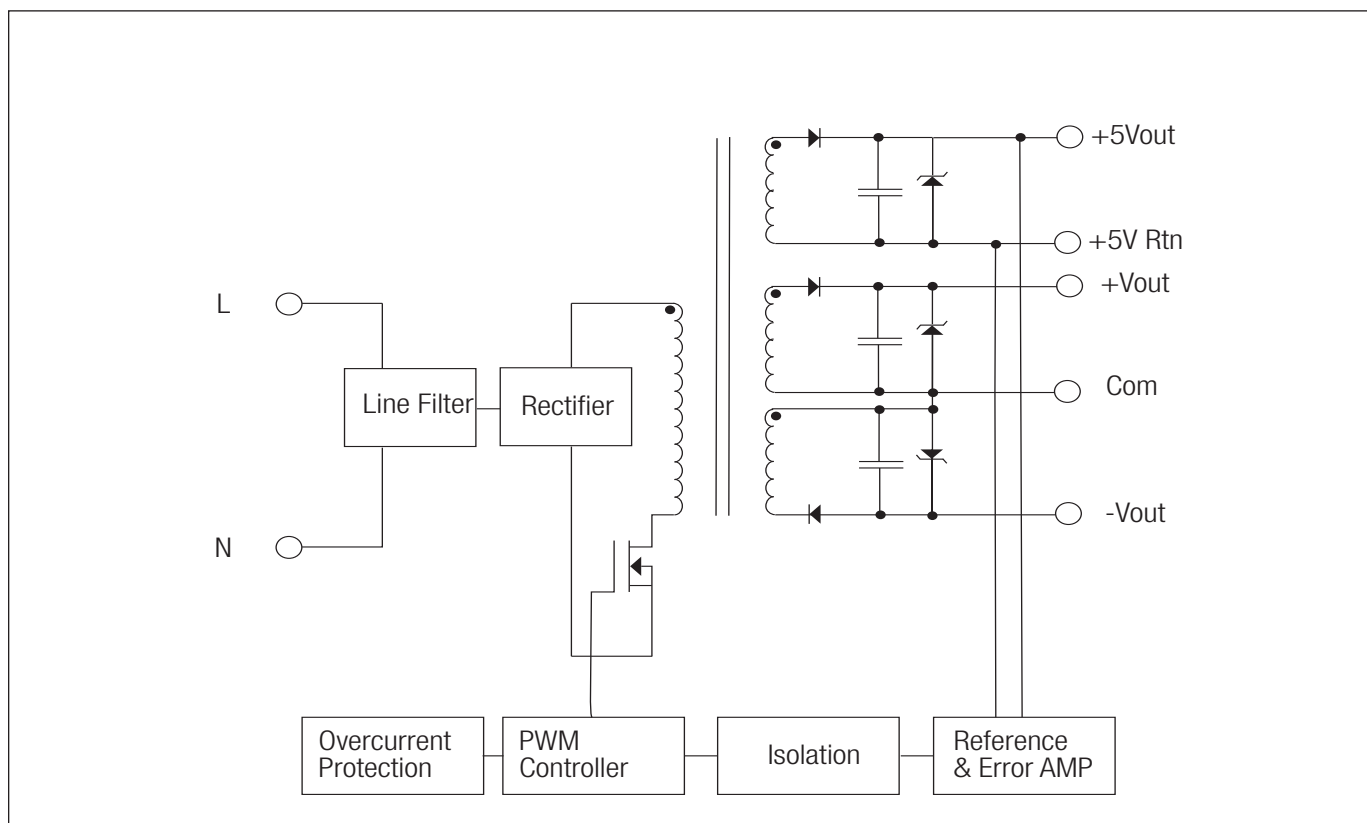 +5Vout
+5V Rtn
+Vout
L
Com
Line Filter
Rectifier
-Vout
N
Overcurrent
Protection
PWM
Controller
Isolation
Reference
& Error AMP